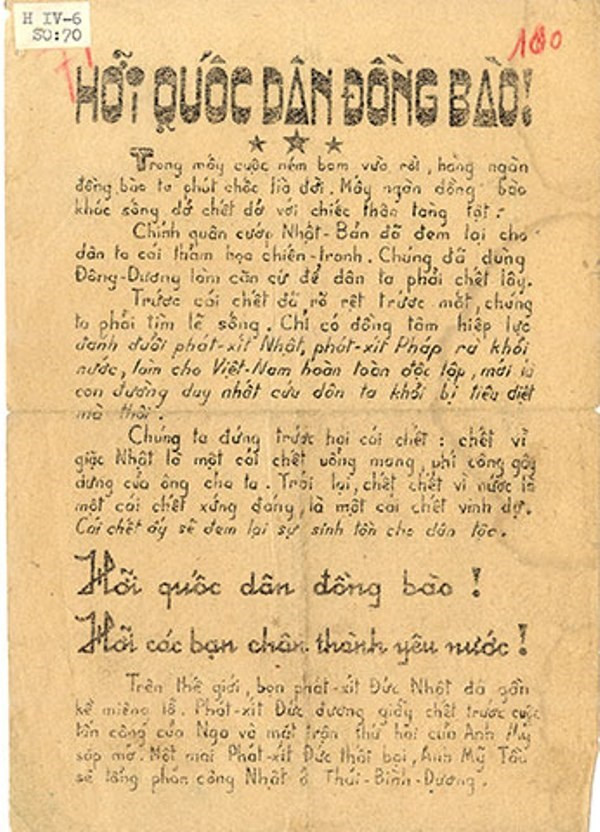 H IV-6
SO:70
180
HỠI QUỐC DÂN ĐỒNG BÀO!
Trong mấy cuộc ném bom vừa rồi, hàng ngàn
đồng bào ta phút chốc lìa đời. Mấy ngàn đồng bào
khác sống dở chết dở với chiếc thân tàng tật.
Chính quân cướp Nhật-Bản đã đem lại cho
dân ta cái thảm họa chiến-tranh. Chúng đã dùng
Đông-Dương làm căn cứ để dân ta phải chết lây.
Trước cái chết đã rõ rệt trước mắt, chúng
ta phải tìm lẽ sống. Chỉ có đồng tâm hiệp lực
đánh đuổi phát-xít Nhật, phát-xít Pháp ra khỏi
nước, làm cho Việt-Nam hoàn toàn độc lập, mới là
con đường duy nhất cứu dân ta khỏi bị tiêu diệt
mà thôi.
Chúng ta đứng trước hai cái chết: chết vì
giặc Nhật là một cái chết uổng mạng, phí công gây
dựng của ông cha ta. Trái lại, chết chết vì nước là
một cái chết xứng đáng, là một cái chết vinh dự.
Cái chết ấy sẽ đem lại sự sinh tồn cho dân tộc.
Hỡi quốc dân đồng bào!
Hỡi các bạn chân thành yêu nước!
Trên thế giới, bọn phát-xít Đức Nhật đã gần
kề miệng lỗ. Phát-xít Đức đương giẫy chết trước cuộc
tấn công của Nga và mặt trận thứ hai của Anh Mỹ
sắp mở. Một mai Phát-xít Đức thất bại, Anh Mỹ Tầu
sẽ tổng phản công Nhật ở Thái-Bình-Dương.